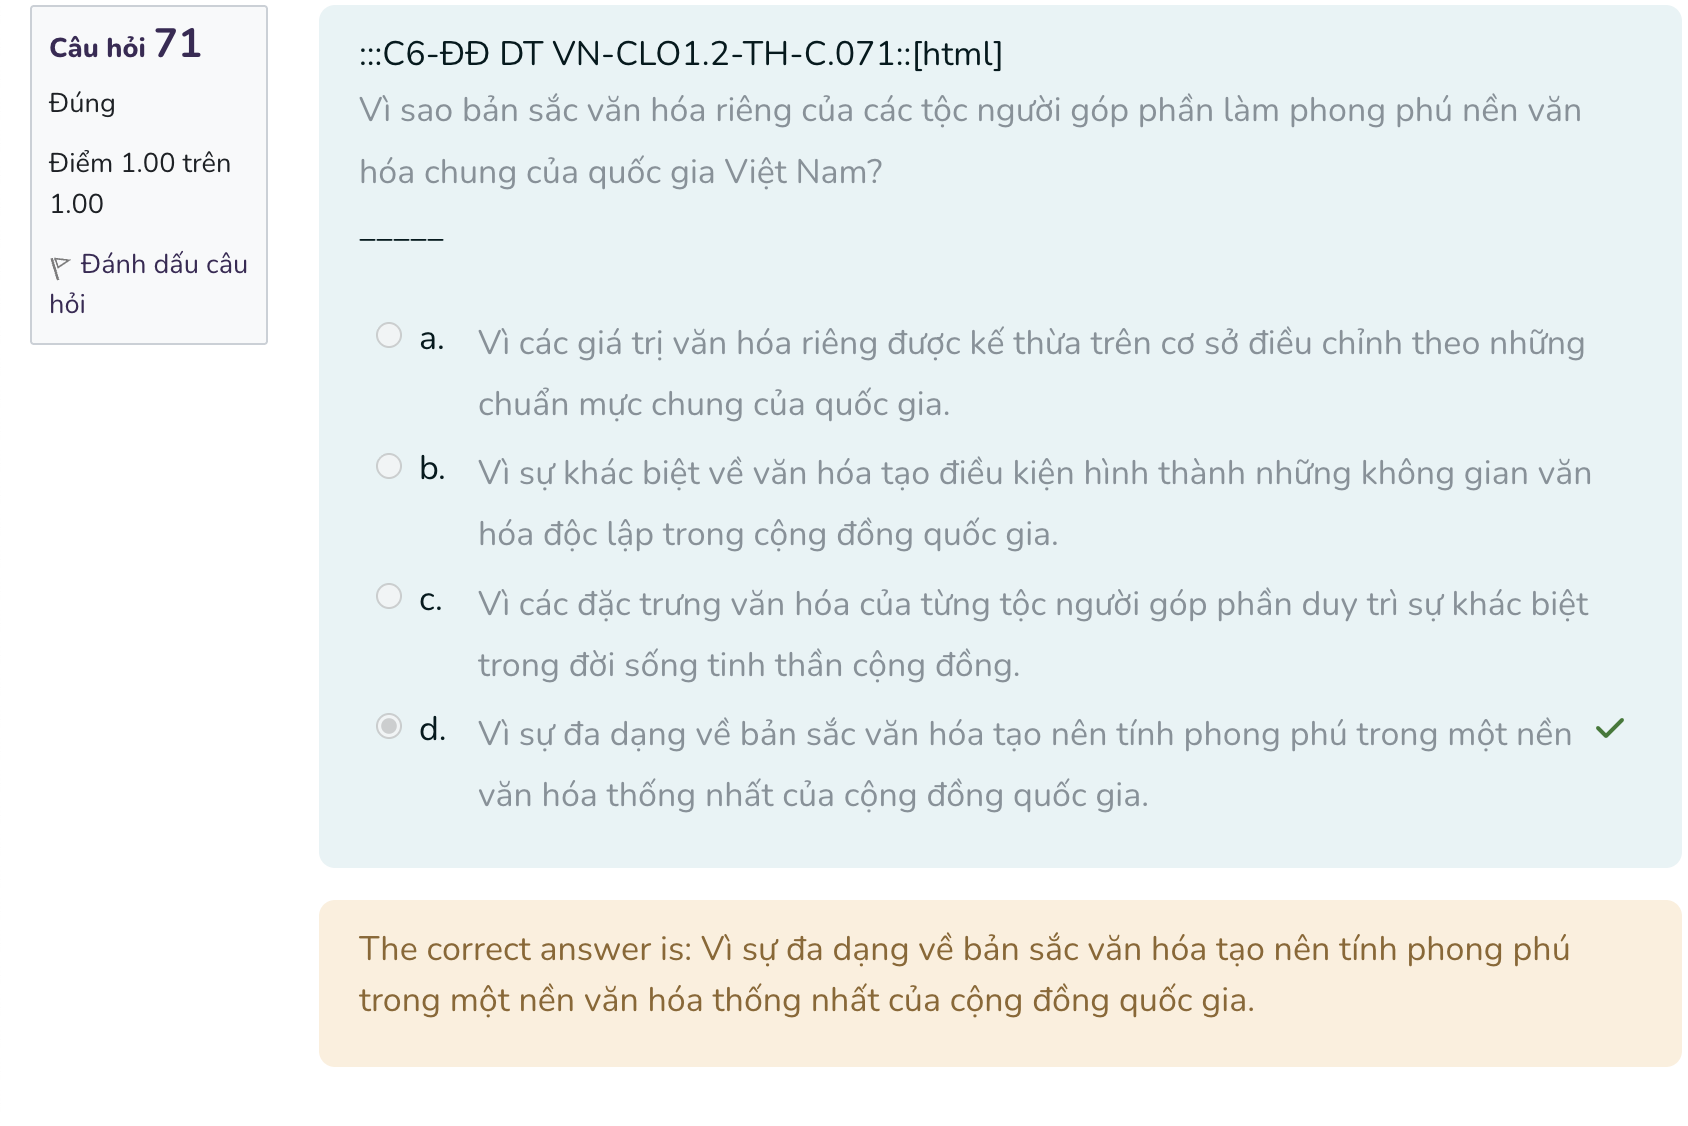 Câu hỏi 71
Đúng
Điểm 1.00 trên
1.00
Đánh dấu câu
hỏi
:::C6-ĐĐ DT VN-CLO1.2-TH-C.071::[html]
Vì sao bản sắc văn hóa riêng của các tộc người góp phần làm phong phú nền văn
hóa chung của quốc gia Việt Nam?
_____
a. Vì các giá trị văn hóa riêng được kế thừa trên cơ sở điều chỉnh theo những
chuẩn mực chung của quốc gia.
b. Vì sự khác biệt về văn hóa tạo điều kiện hình thành những không gian văn
hóa độc lập trong cộng đồng quốc gia.
c. Vì các đặc trưng văn hóa của từng tộc người góp phần duy trì sự khác biệt
trong đời sống tinh thần cộng đồng.
d. Vì sự đa dạng về bản sắc văn hóa tạo nên tính phong phú trong một nền
văn hóa thống nhất của cộng đồng quốc gia.
The correct answer is: Vì sự đa dạng về bản sắc văn hóa tạo nên tính phong phú
trong một nền văn hóa thống nhất của cộng đồng quốc gia.